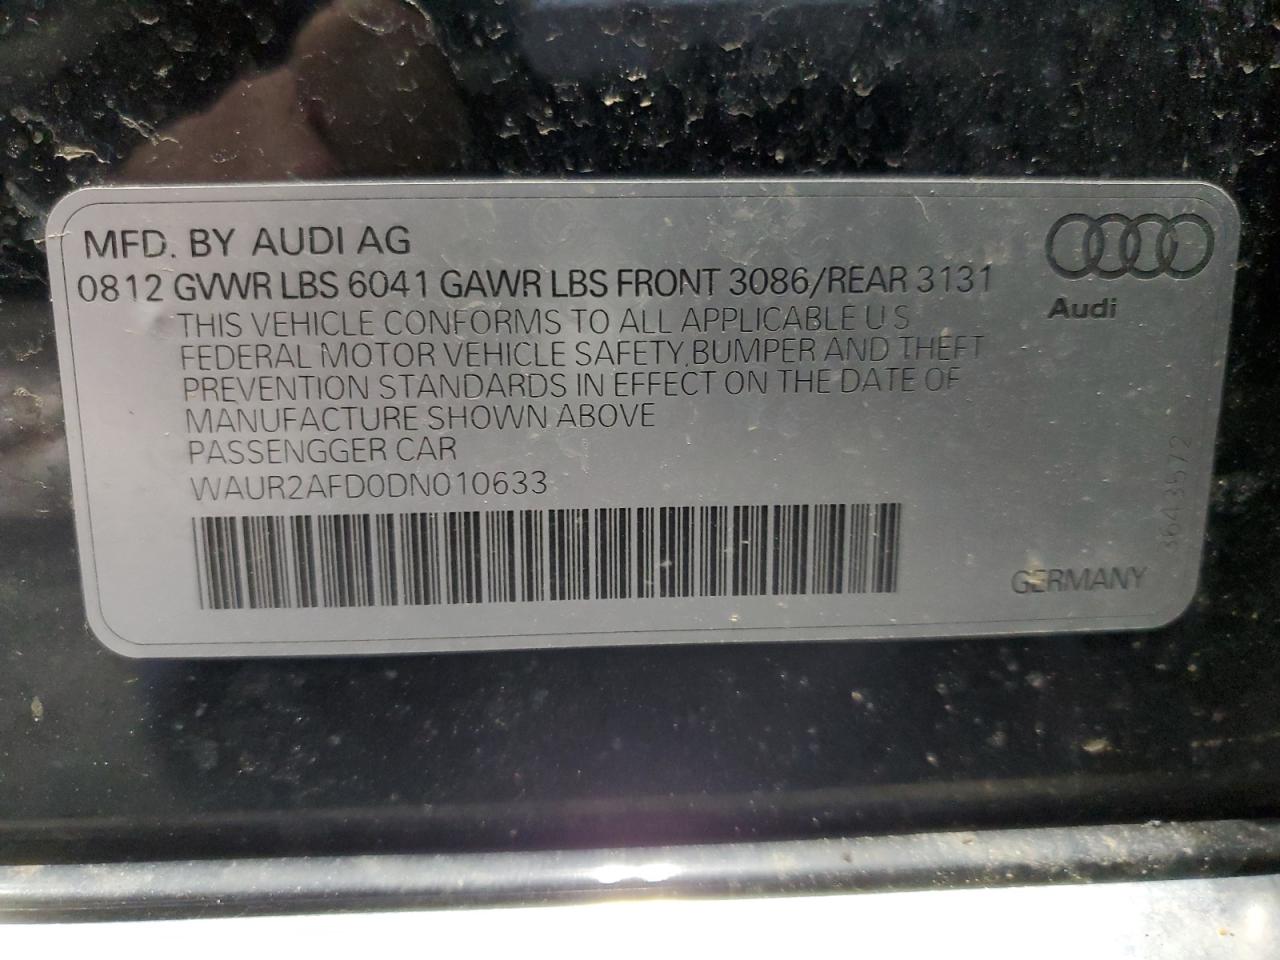 MFD. BY AUDI AG
0812 GVWR LBS 6041 GAWR LBS FRONT 3086/REAR 3131
Audi
THIS VEHICLE CONFORMS TO ALL APPLICABLE U S
FEDERAL MOTOR VEHICLE SAFETY, BUMPER AND THEFT
PREVENTION STANDARDS IN EFFECT ON THE DATE OF
MANUFACTURE SHOWN ABOVE
PASSENGGER CAR
WAUR2AFD0DN010633
3643572
GERMANY